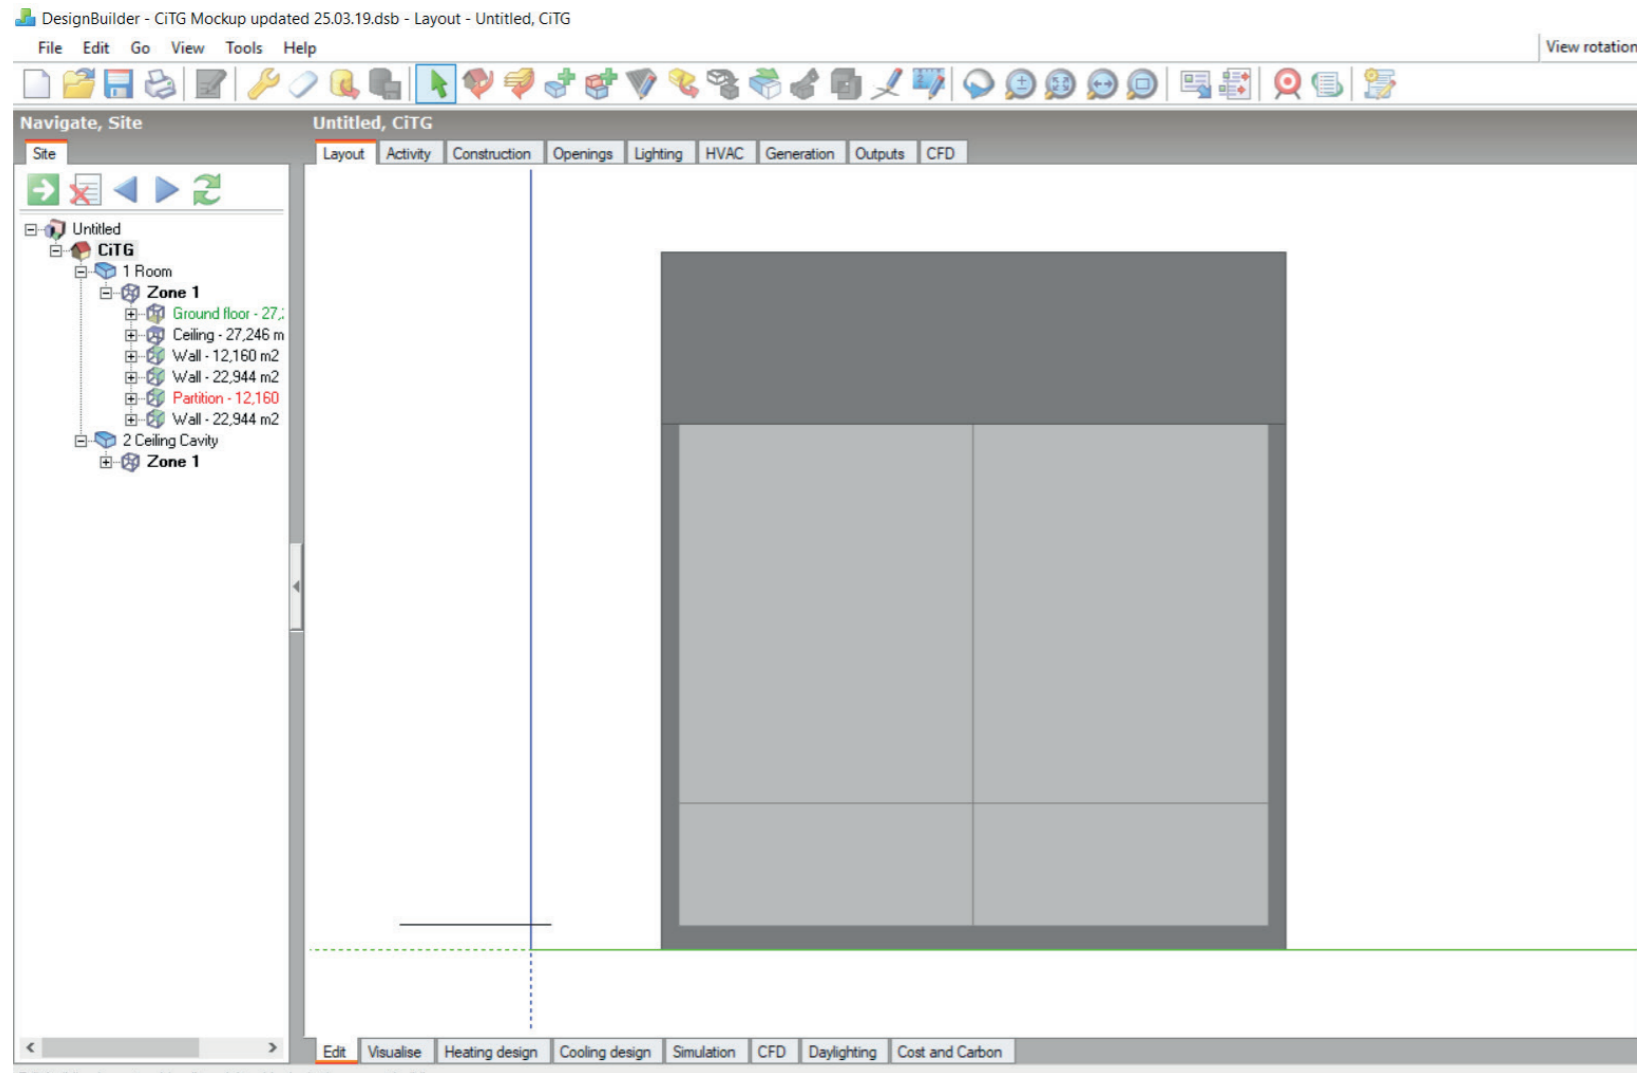 DesignBuilder - CiTG Mockup updated 25.03.19.dsb - Layout - Untitled, CiTG
File Edit Go View Tools Help
View rotation
Navigate, Site
Untitled, CiTG
Site
Layout Activity Construction Openings Lighting HVAC Generation Outputs CFD
Untitled
CiTG
1 Room
Zone 1
Ground floor - 27,
Ceiling - 27,246 m
Wall - 12,160 m2
Wall - 22,944 m2
Partition - 12,160
Wall - 22,944 m2
2 Ceiling Cavity
Zone 1
Edit Visualise Heating design Cooling design Simulation CFD Daylighting Cost and Carbon